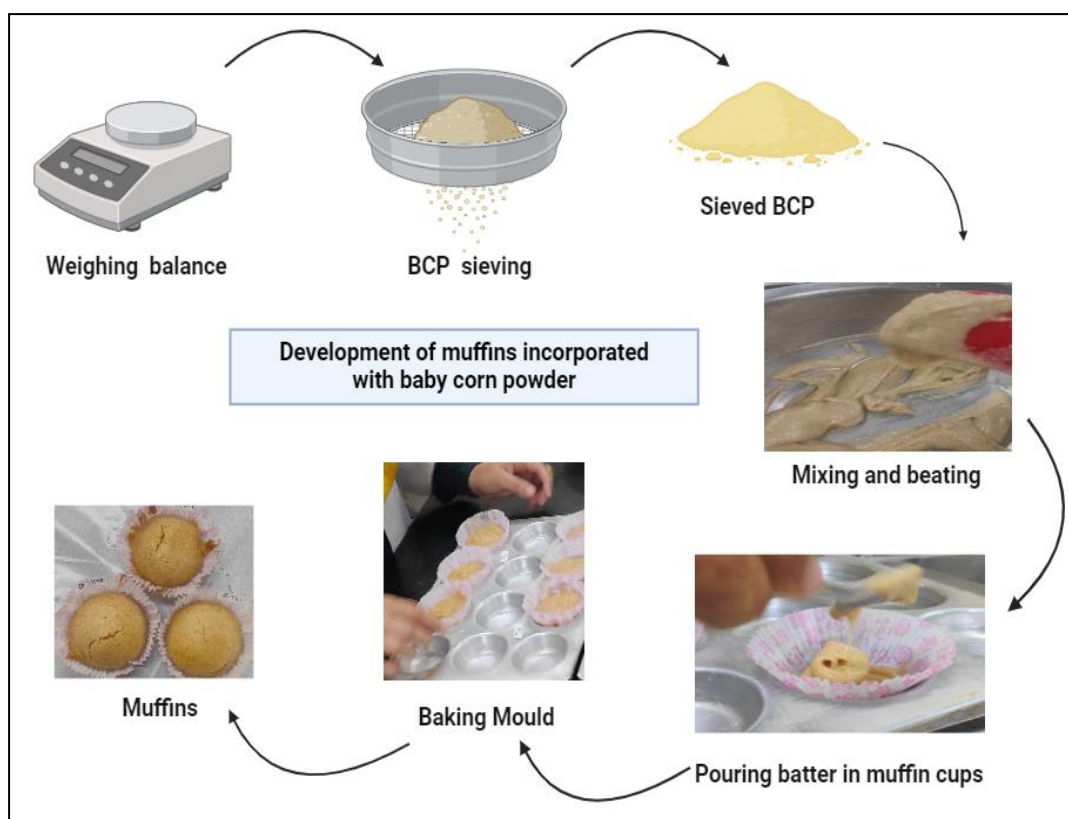 Weighing balance
BCP sieving
Sieved BCP
Development of muffins incorporated
with baby corn powder
Mixing and beating
Muffins
Baking Mould
Pouring batter in muffin cups